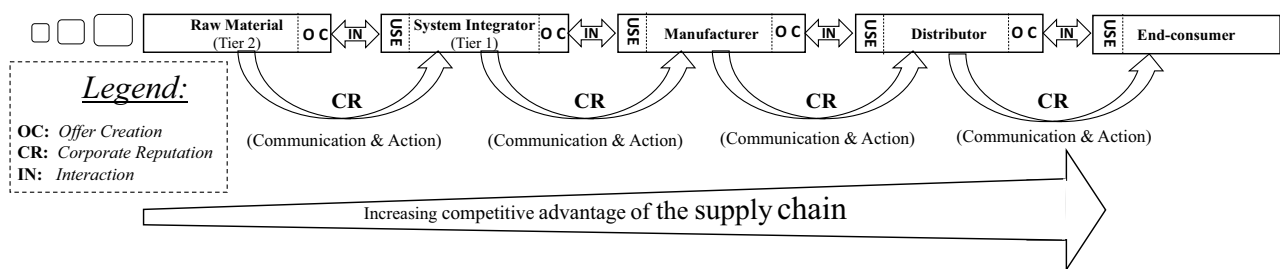 Raw Material
(Tier 2)
O C
IN
USE
System Integrator
(Tier 1)
O C
IN
USE
Manufacturer
O C
IN
USE
Distributor
O C
IN
USE
End-consumer
Legend:
OC: Offer Creation
CR: Corporate Reputation
IN: Interaction
CR
(Communication & Action)
CR
(Communication & Action)
CR
(Communication & Action)
CR
(Communication & Action)
Increasing competitive advantage of the supply chain